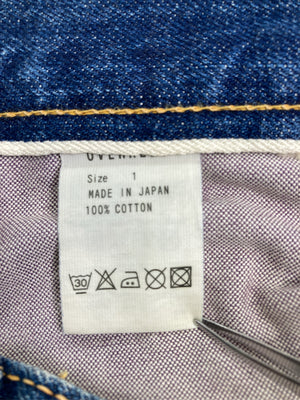 Size 1
MADE IN JAPAN
100% COTTON
30